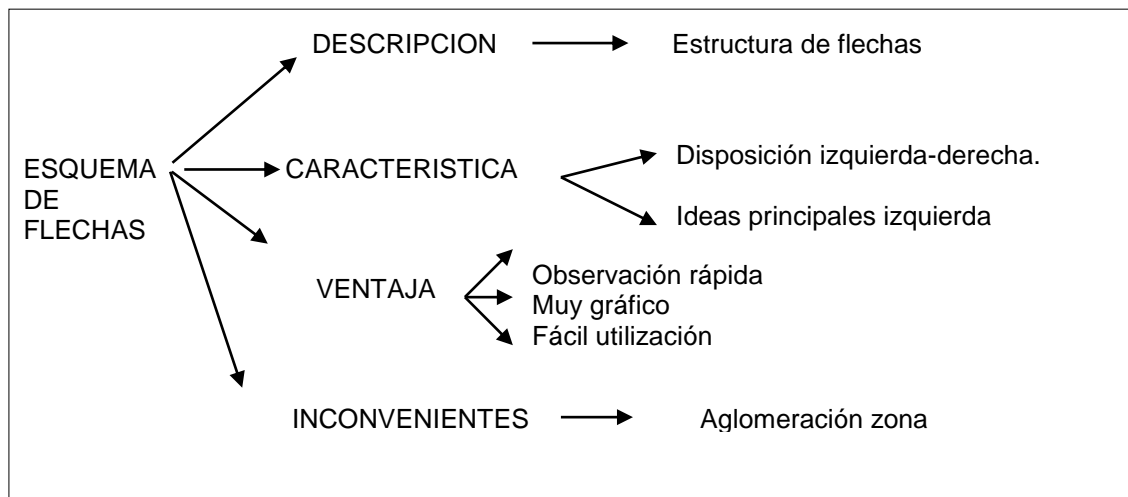 DESCRIPCION
Estructura de flechas
ESQUEMA
DE
FLECHAS
CARACTERISTICA
Disposición izquierda-derecha.
Ideas principales izquierda
VENTAJA
Observación rápida
Muy gráfico
Fácil utilización
INCONVENIENTES
Aglomeración zona